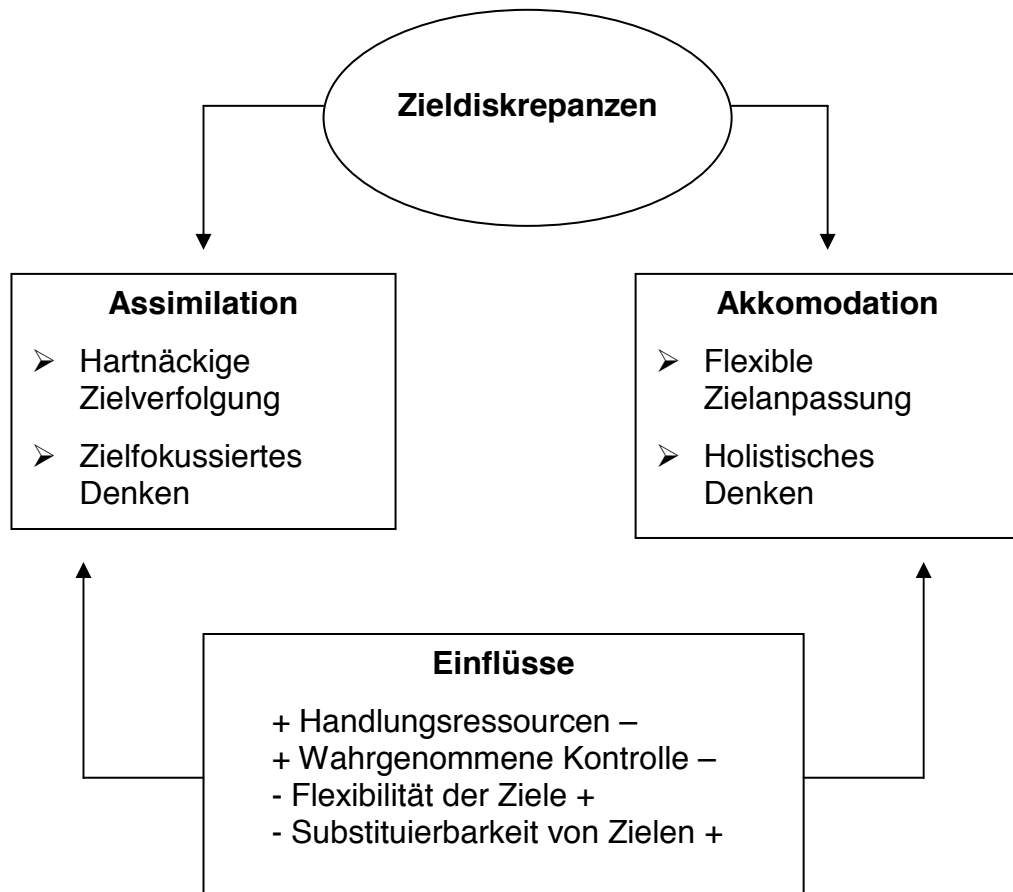 Zieldiskrepanzen
Assimilation
➢ Hartnäckige
Zielverfolgung
➢ Zielfokussiertes
Denken
Akkomodation
➢ Flexible
Zielanpassung
➢ Holistisches
Denken
Einflüsse
+ Handlungsressourcen –
+ Wahrgenommene Kontrolle –
- Flexibilität der Ziele +
- Substituierbarkeit von Zielen +